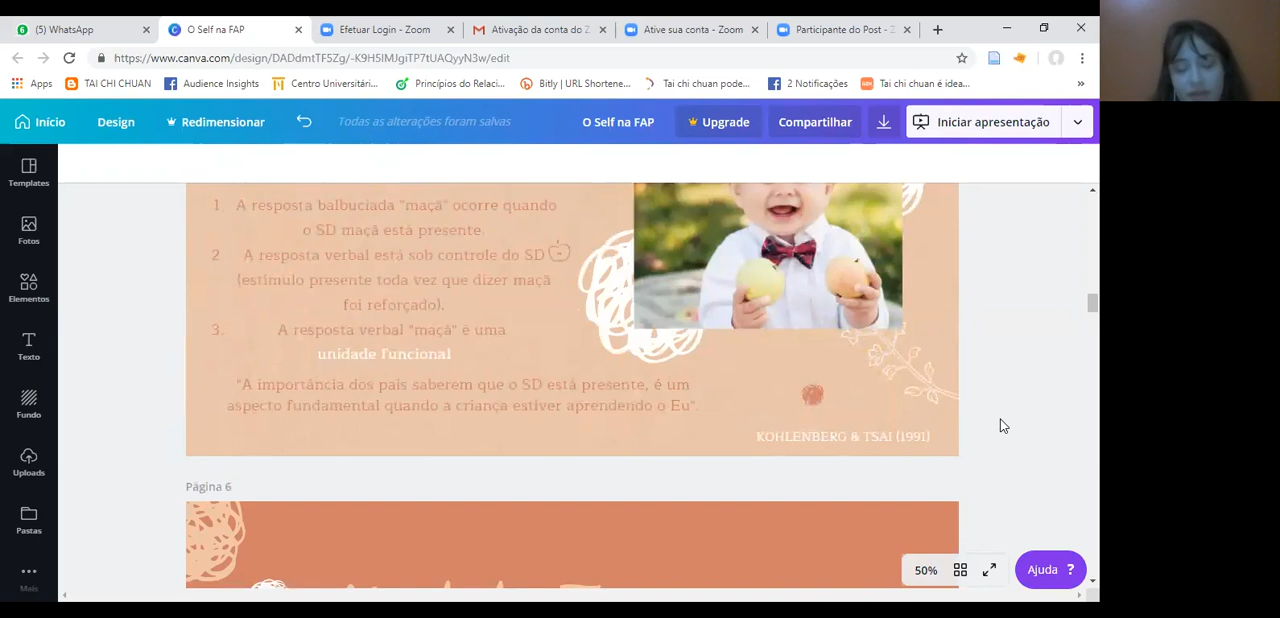 (5) WhatsApp
O Self na FAP
Efetuar Login - Zoom
Ativação da conta do Z
Ative sua conta - Zoom
Participante do Post - Z
https://www.canva.com/design/DADdmtTF5Zg/-K9H5IMJgiTP7tUAQyyN3w/edit
Apps
TAI CHI CHUAN
Audience Insights
Centro Universitári...
Princípios do Relaci...
Bitly | URL Shortene...
Tai chi chuan pode...
2 Notificações
Tai chi chuan é idea...
»
Início
Design
Redimensionar
Todas as alterações foram salvas
O Self na FAP
Upgrade
Compartilhar
Iniciar apresentação
Templates
Fotos
Elementos
Texto
Fundo
Uploads
Pastas
Mais
1. A resposta balbuciada "maçã" ocorre quando
o SD maçã está presente.
2 A resposta verbal está sob controle do SD
(estímulo presente toda vez que dizer maçã
foi reforçado).
3. A resposta verbal "maçã" é uma
unidade funcional
"A importância dos pais saberem que o SD está presente, é um
aspecto fundamental quando a criança estiver aprendendo o Eu".
KOHLENBERG & TSAI (1991)
Página 6
50%
Ajuda ?